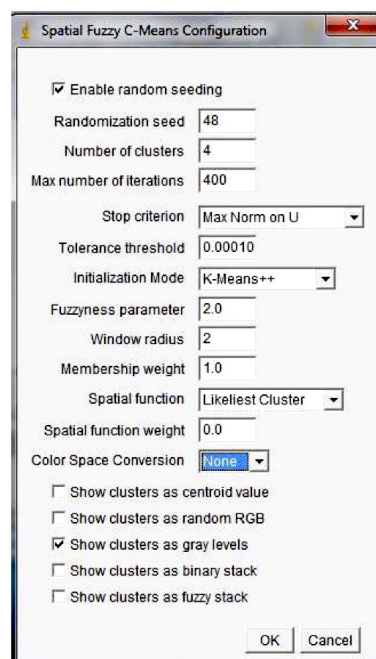 Spatial Fuzzy C-Means Configuration
Enable random seeding
Randomization seed 48
Number of clusters 4
Max number of iterations 400
Stop criterion Max Norm on U
Tolerance threshold 0.00010
Initialization Mode K-Means++
Fuzzyness parameter 2.0
Window radius 2
Membership weight 1.0
Spatial function Likeliest Cluster
Spatial function weight 0.0
Color Space Conversion None
Show clusters as centroid value
Show clusters as random RGB
Show clusters as gray levels
Show clusters as binary stack
Show clusters as fuzzy stack
OK Cancel